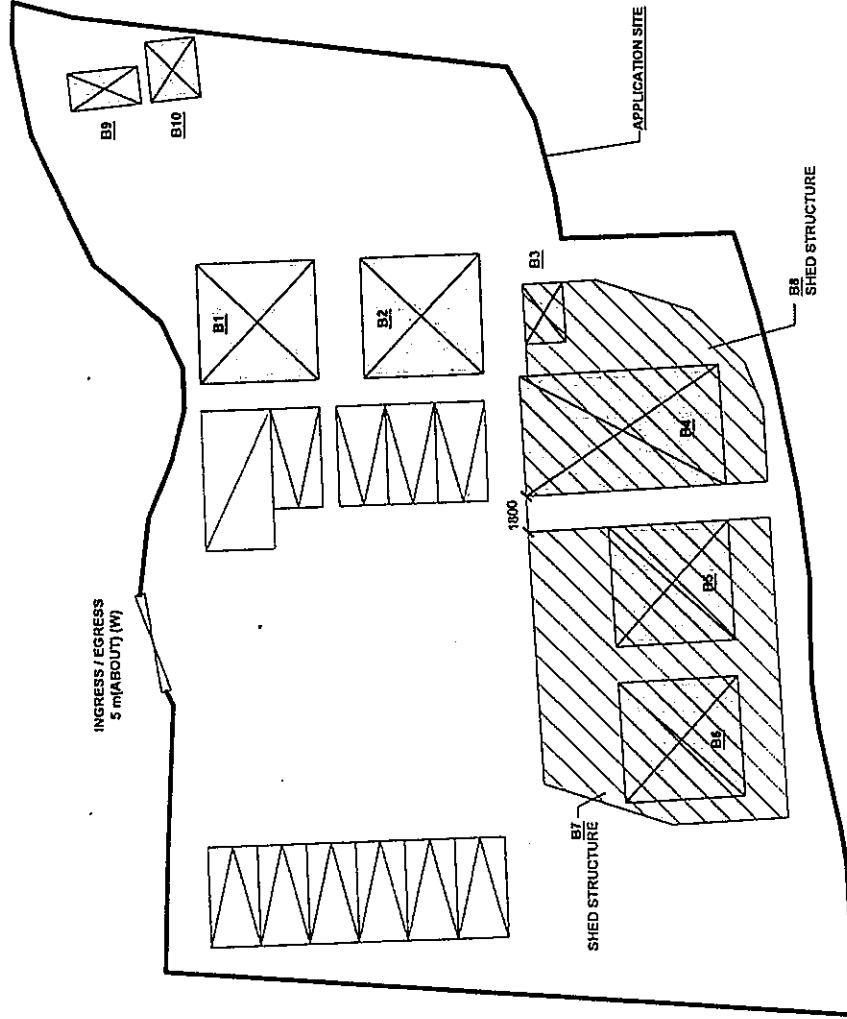 INGRESS / EGRESS
5 m(ABOUT) (W)
B9
B10
APPLICATION SITE
B1
B2
B3
B8
SHED STRUCTURE
B4
1800
B5
B6
B7
SHED STRUCTURE